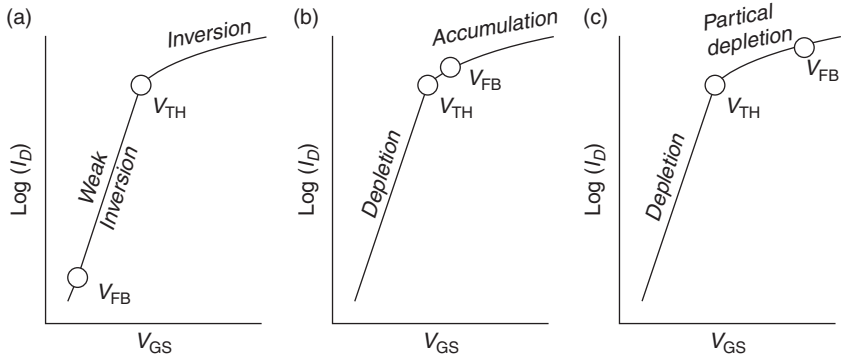 (a)
Inversion
V_TH
Weak
Inversion
V_FB
Log (I_D)
V_GS
(b)
Accumulation
V_FB
V_TH
Depletion
Log (I_D)
V_GS
(c)
Partical
depletion
V_FB
V_TH
Depletion
Log (I_D)
V_GS